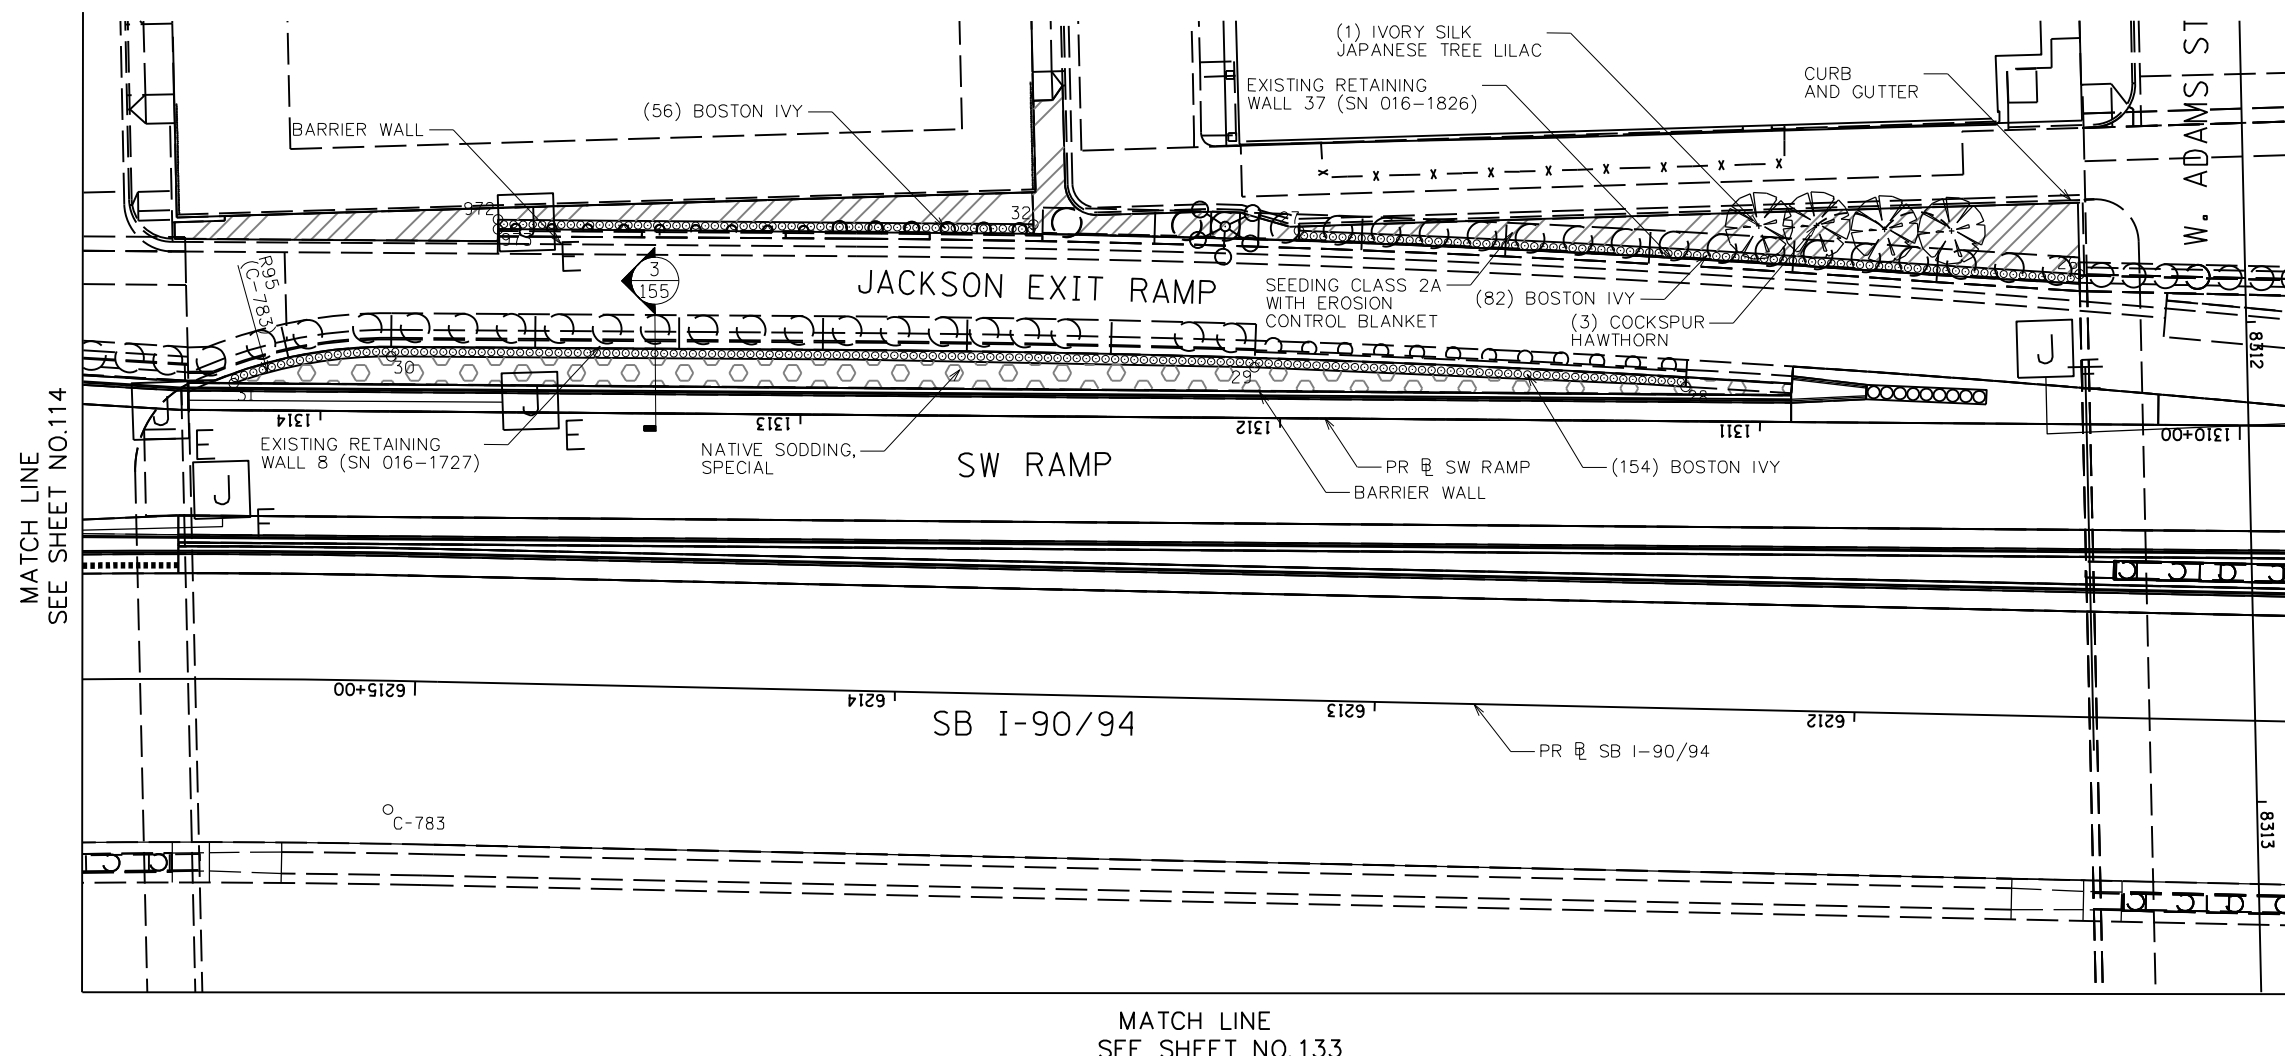 (1) IVORY SILK
JAPANESE TREE LILAC
EXISTING RETAINING
WALL 37 (SN 016-1826)
CURB
AND GUTTER
W. ADAMS ST
(56) BOSTON IVY
BARRIER WALL
972
973
32
27
E
3
155
JACKSON EXIT RAMP
SEEDING CLASS 2A
WITH EROSION
CONTROL BLANKET
(82) BOSTON IVY
(3) COCKSPUR
HAWTHORN
R95
(C-783)
J
E
8312
30
31
29
28
J
J
E
E
1314
1313
1312
1311
1310+00
EXISTING RETAINING
WALL 8 (SN 016-1727)
NATIVE SODDING,
SPECIAL
SW RAMP
PR ℄ SW RAMP
(154) BOSTON IVY
BARRIER WALL
J
E
MATCH LINE
SEE SHEET NO.114
6215+00
6214
6213
6212
SB I-90/94
PR ℄ SB I-90/94
C-783
8313
MATCH LINE
SEE SHEET NO.133